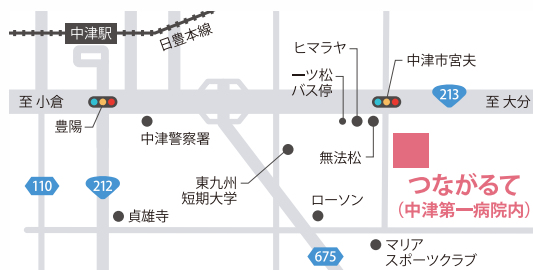 中津駅
日豊本線
ヒマラヤ
一ツ松
バス停
中津市宮夫
至 小倉
213
至 大分
豊陽
中津警察署
無法松
東九州
短期大学
つながるて
(中津第一病院内)
110
212
貞雄寺
ローソン
675
マリア
スポーツクラブ